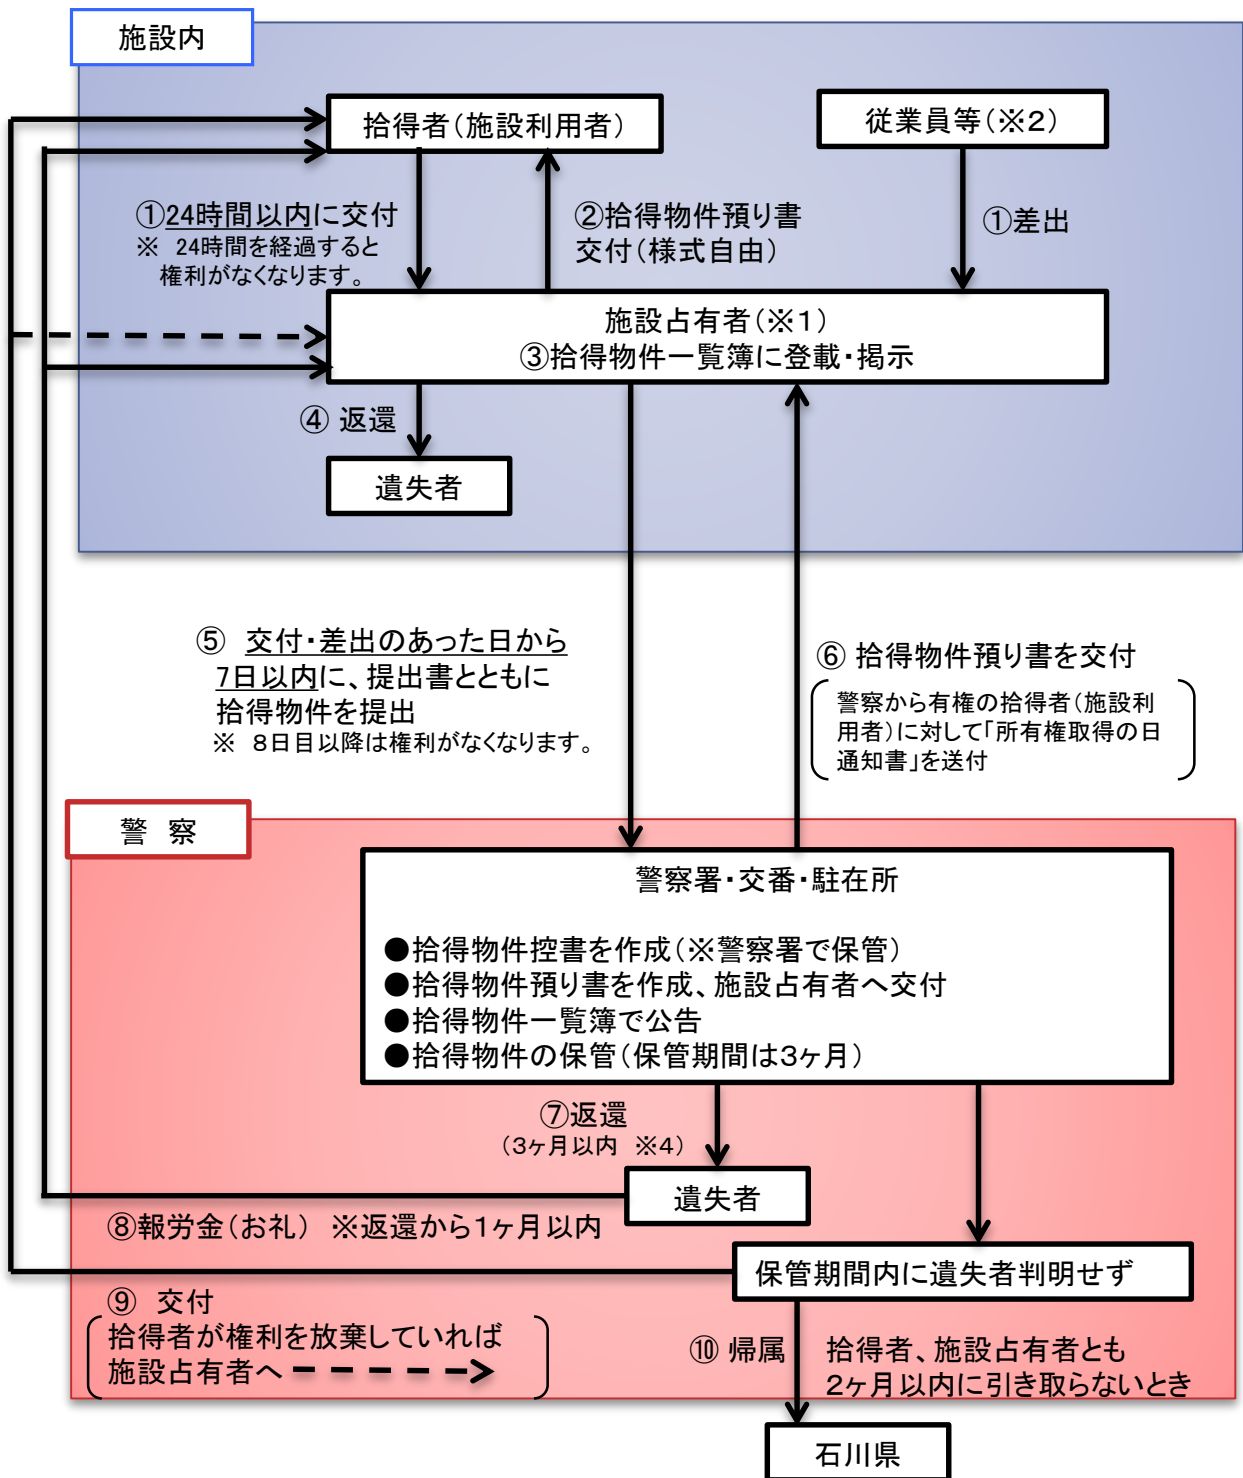 施設内
拾得者（施設利用者）
従業員等（※２）
①24時間以内に交付
※ 24時間を経過すると
権利がなくなります。
②拾得物件預り書
交付（様式自由）
①差出
施設占有者（※１）
③拾得物件一覧簿に登載・掲示
④ 返還
遺失者
⑤ 交付・差出のあった日から
7日以内に、提出書とともに
拾得物件を提出
※ ８日目以降は権利がなくなります。
⑥ 拾得物件預り書を交付
警察から有権の拾得者（施設利
用者）に対して「所有権取得の日
通知書」を送付
警 察
警察署・交番・駐在所
●拾得物件控書を作成（※警察署で保管）
●拾得物件預り書を作成、施設占有者へ交付
●拾得物件一覧簿で公告
●拾得物件の保管（保管期間は３ヶ月）
⑦返還
（３ヶ月以内 ※４）
遺失者
⑧報労金（お礼） ※返還から１ヶ月以内
保管期間内に遺失者判明せず
⑨ 交付
拾得者が権利を放棄していれば
施設占有者へ
⑩ 帰属
拾得者、施設占有者とも
２ヶ月以内に引き取らないとき
石川県